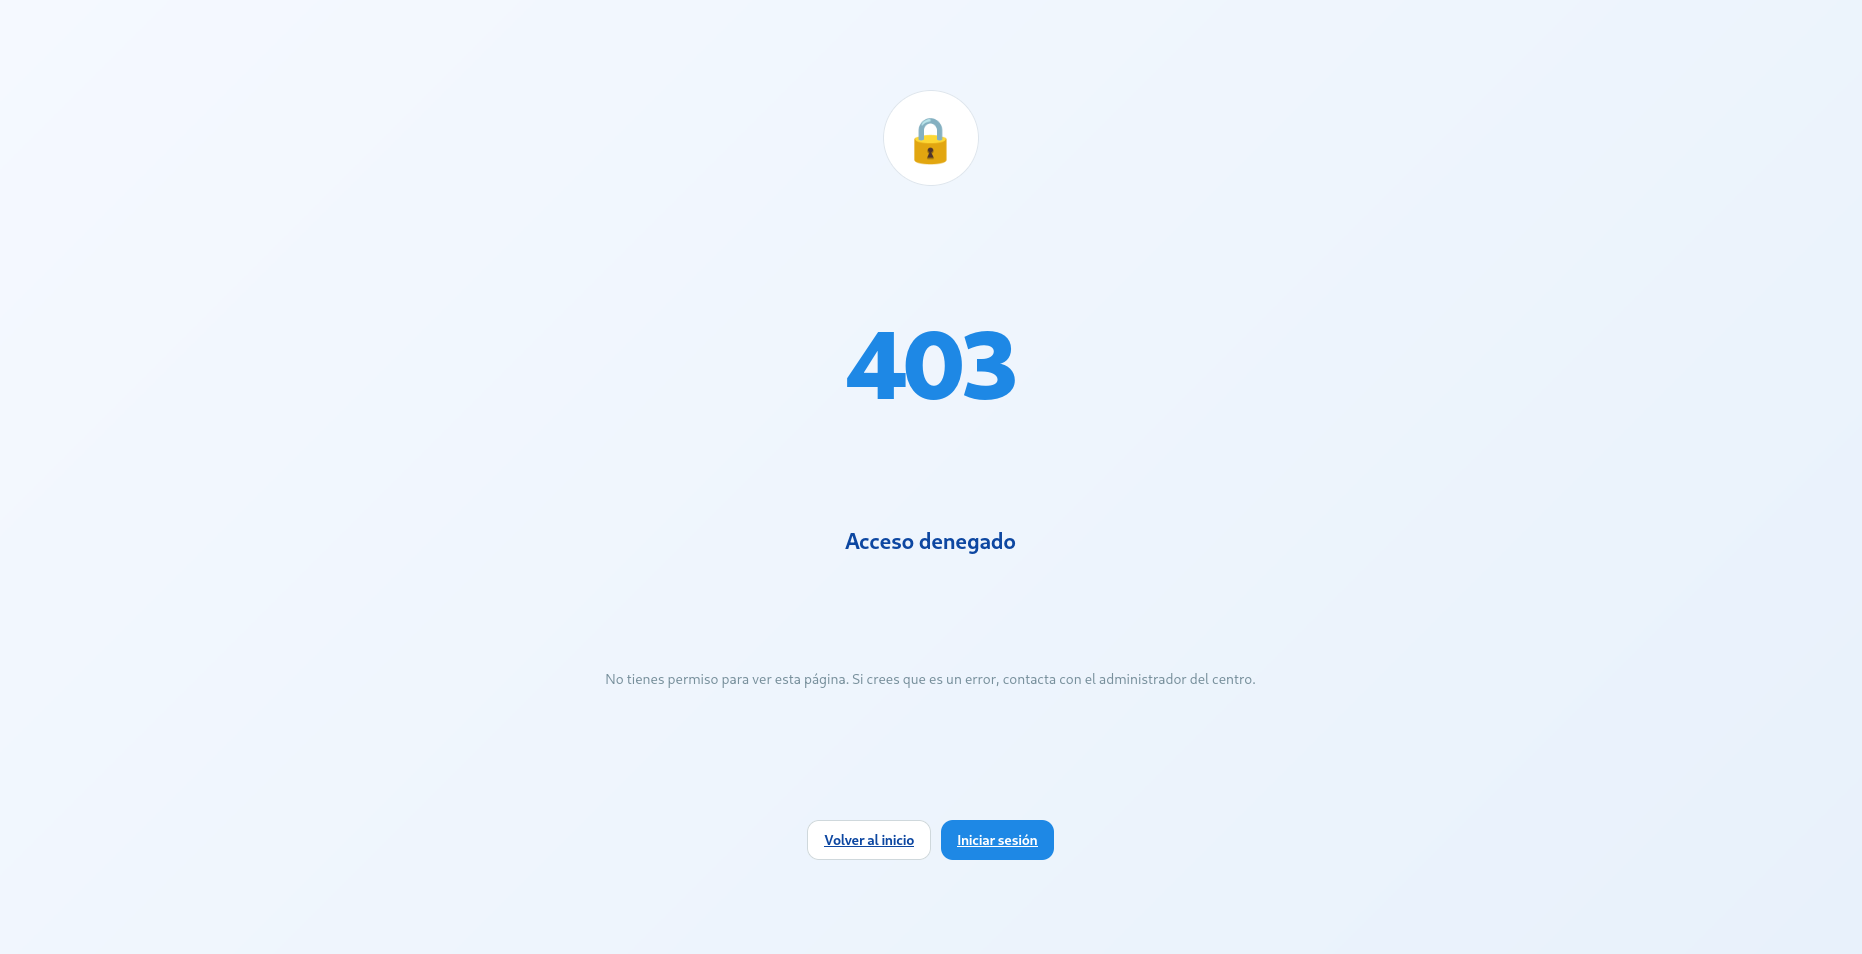 403
Acceso denegado
No tienes permiso para ver esta página. Si crees que es un error, contacta con el administrador del centro.
Volver al inicio
Iniciar sesión